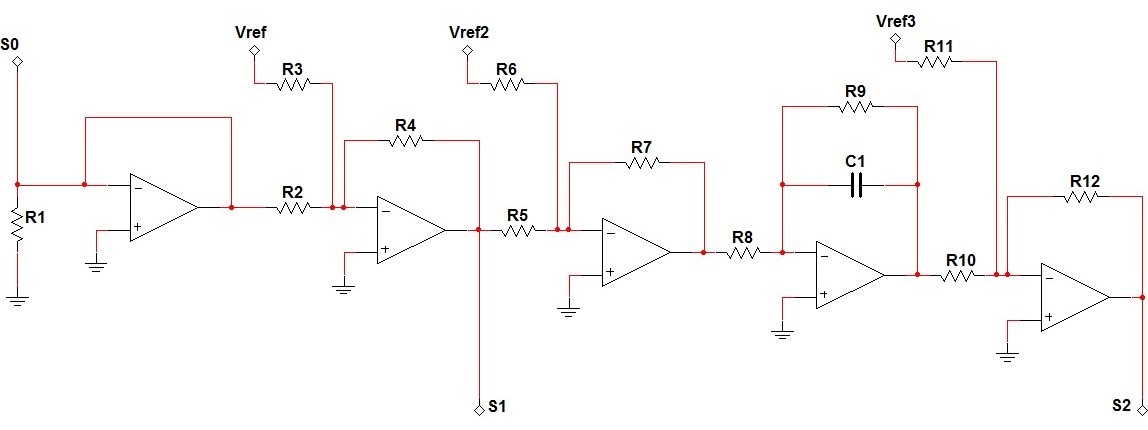 S0
Vref
Vref2
Vref3
R3
R6
R11
R4
R7
R9
C1
R12
R1
R2
R5
R8
R10
−
+
−
+
−
+
−
+
−
+
S1
S2